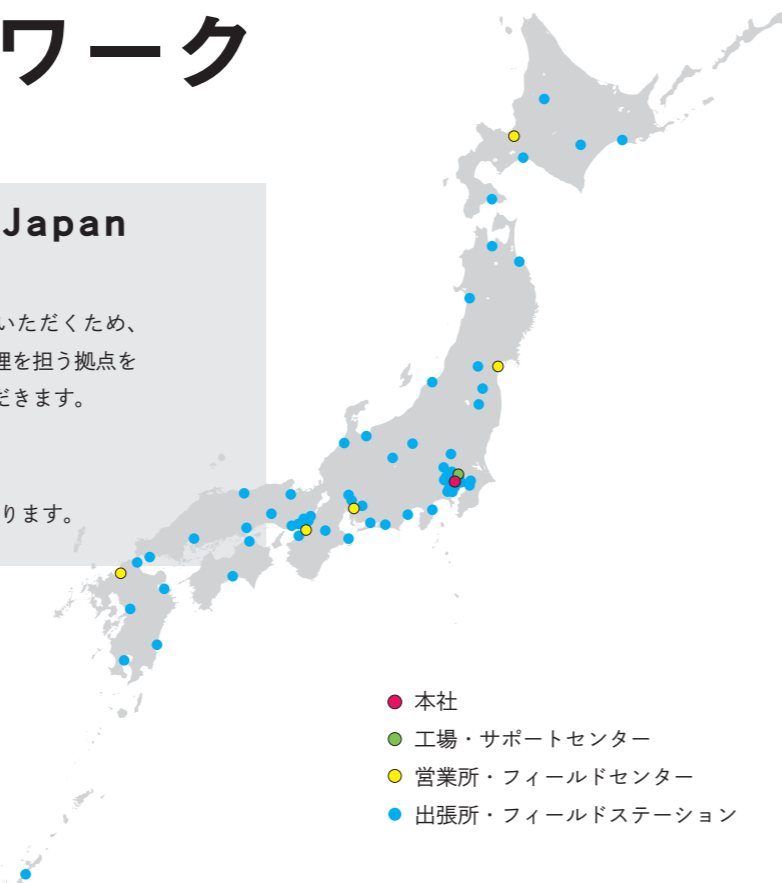 ワーク
Japan
いただくため、
理を担う拠点を
だきます。
ります。
本社
工場・サポートセンター
営業所・フィールドセンター
出張所・フィールドステーション